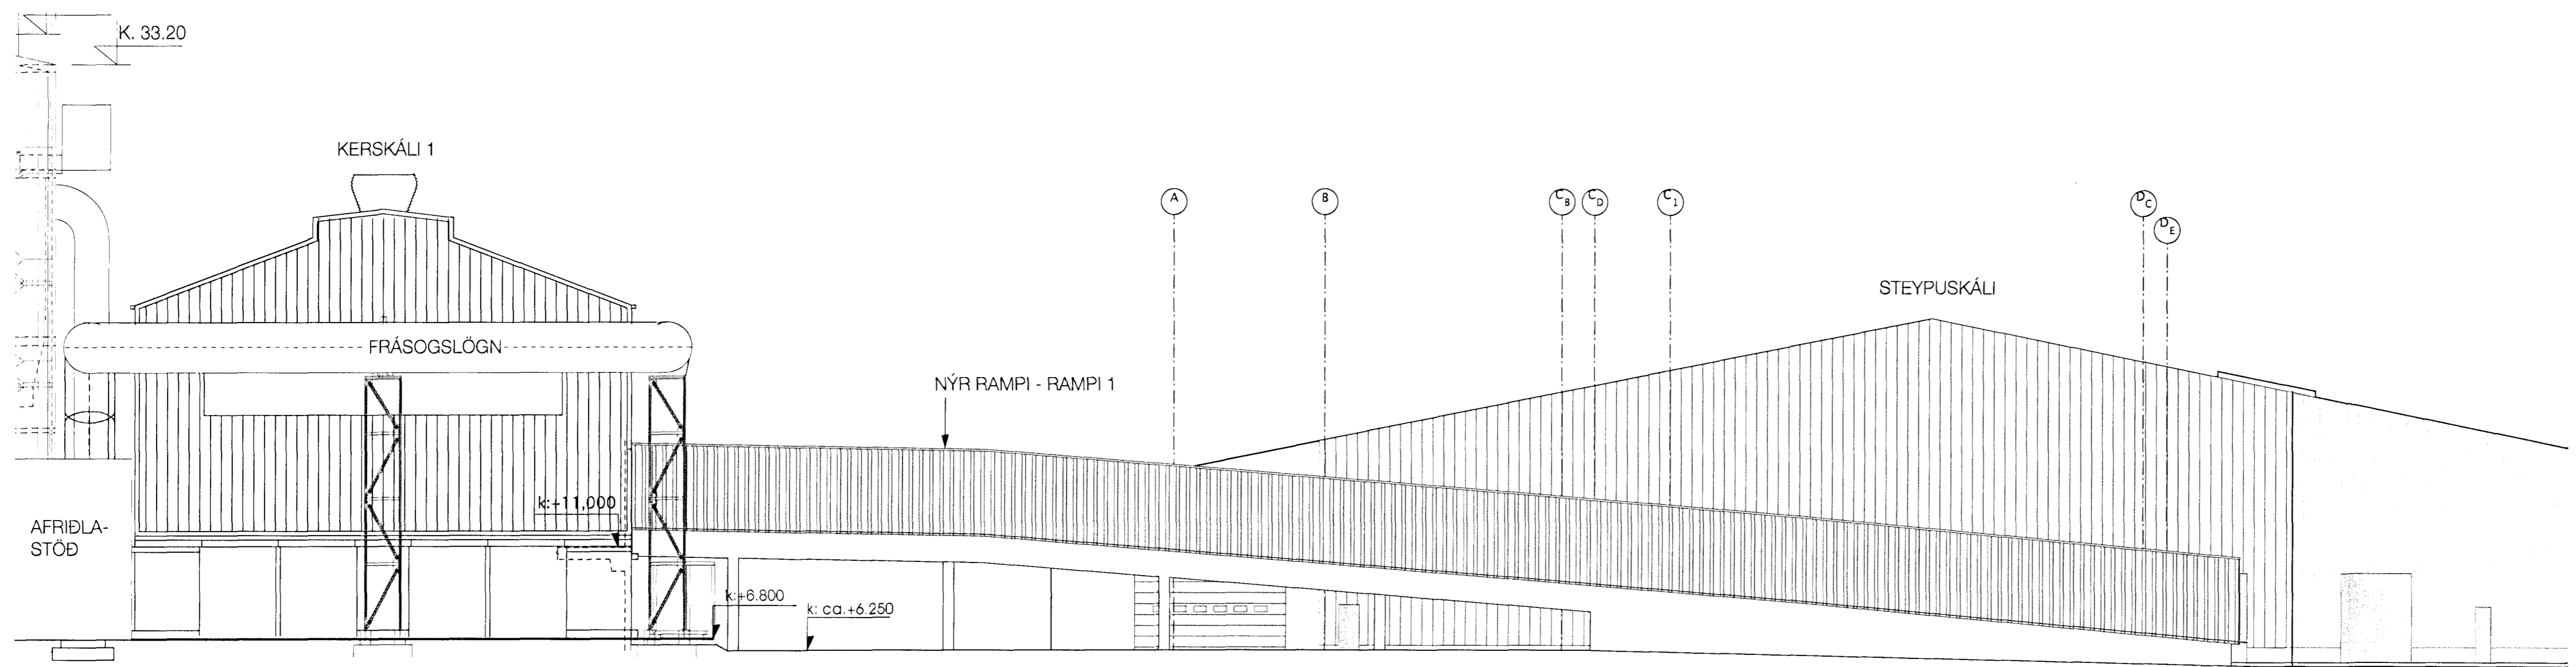 K. 33.20
KERSKÁLI 1
A
B
C B
C D
C 1
D C
D E
STEYPUSKÁLI
FRÁSOGSLÖGN
NÝR RAMPI - RAMPI 1
k:+11,000
AFRIÐLA-
STÖÐ
k:+6.800
k: ca.+6.250